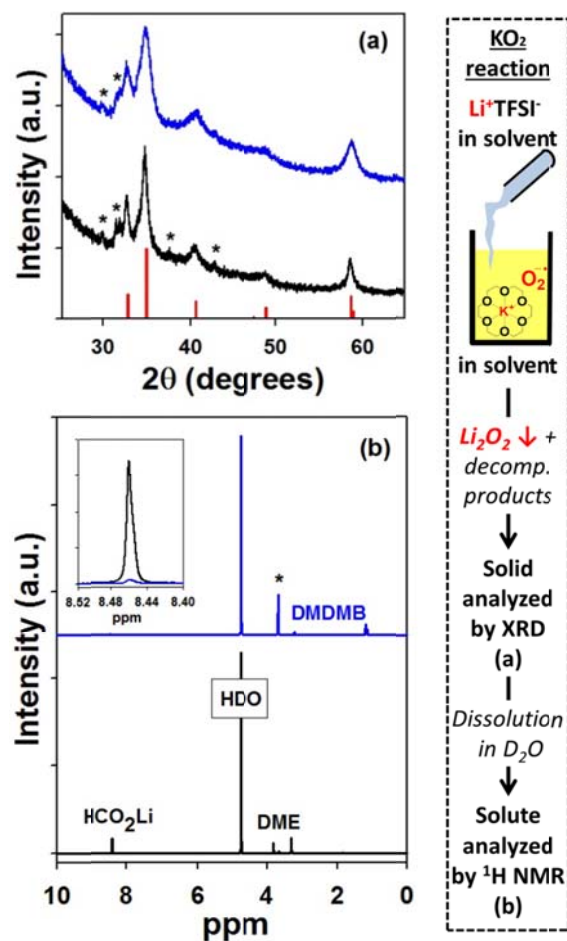 (a)
Intensity (a.u.)
* *
* * * *
30 40 50 60
2θ (degrees)
(b)
Intensity (a.u.)
8.52 8.48 8.44 8.40
ppm
*
DMDMB
HDO
HCO2Li
DME
10 8 6 4 2 0
ppm
KO2
reaction
Li+TFSI-
in solvent
O2·-
O O
O K+ O
O O
in solvent
Li2O2 ↓ +
decomp.
products
Solid
analyzed
by XRD
(a)
Dissolution
in D2O
Solute
analyzed
by 1H NMR
(b)